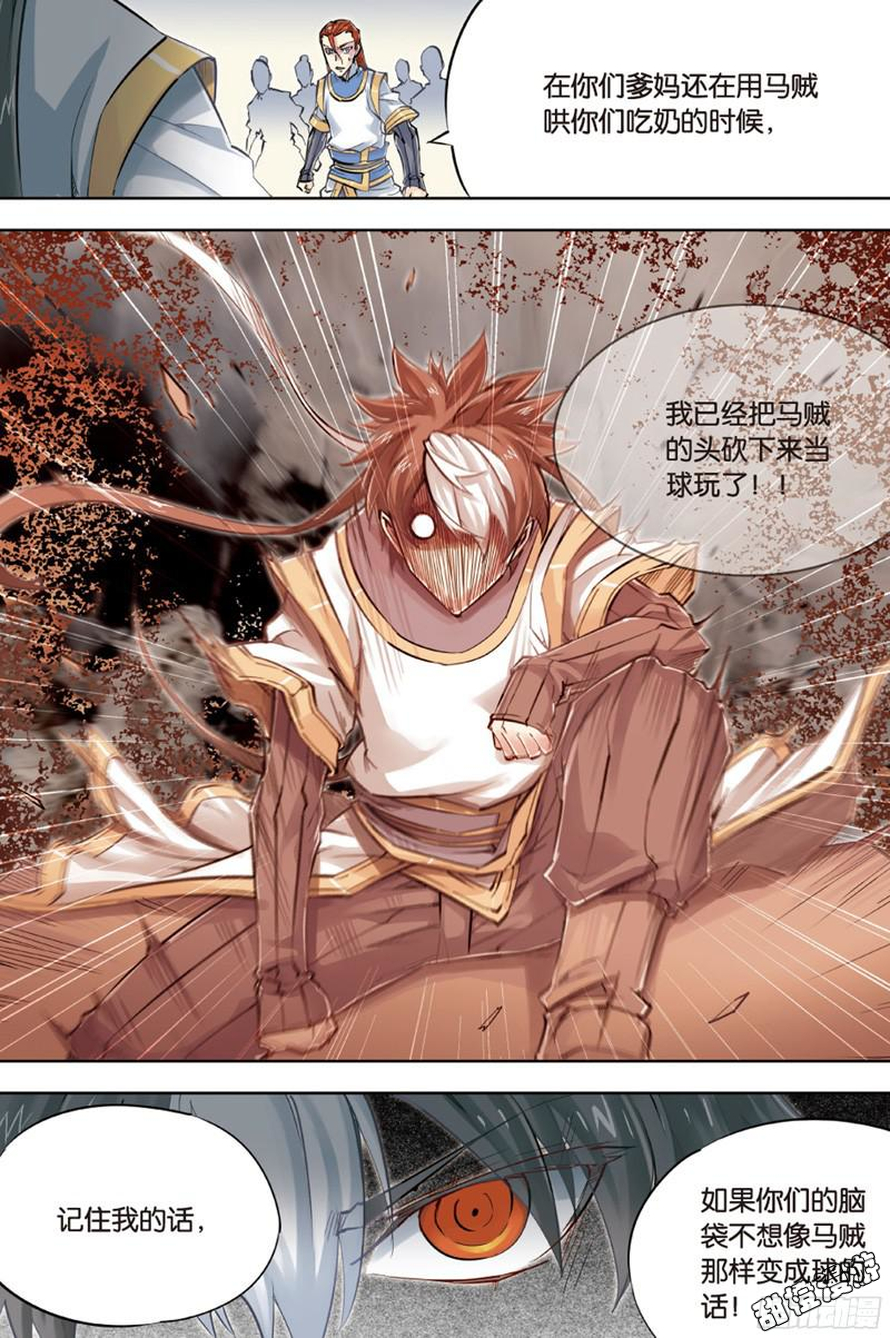 在你们爹妈还在用马贼
哄你们吃奶的时候，
我已经把马贼
的头砍下来当
球玩了！！
记住我的话，
如果你们的脑
袋不想像马贼
那样变成球的
话！
甜橙漫游